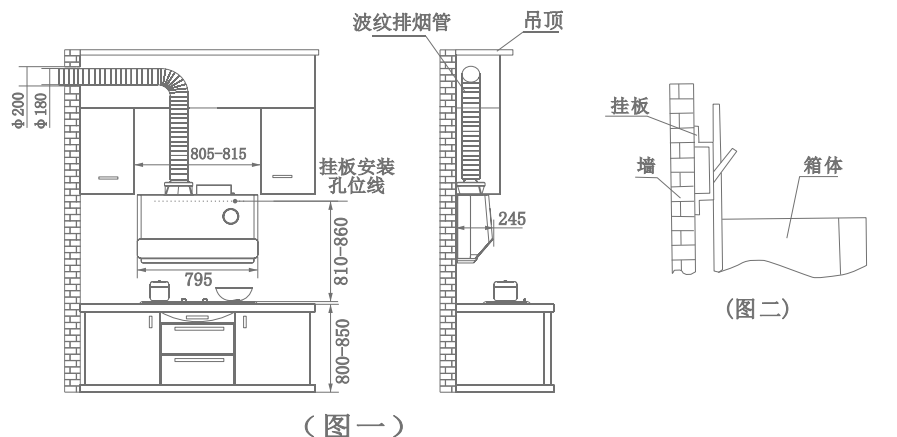 波纹排烟管
吊顶
φ200
φ180
805-815
挂板安装
孔位线
810-860
795
800-850
245
(图一)
挂板
墙
箱体
(图二)